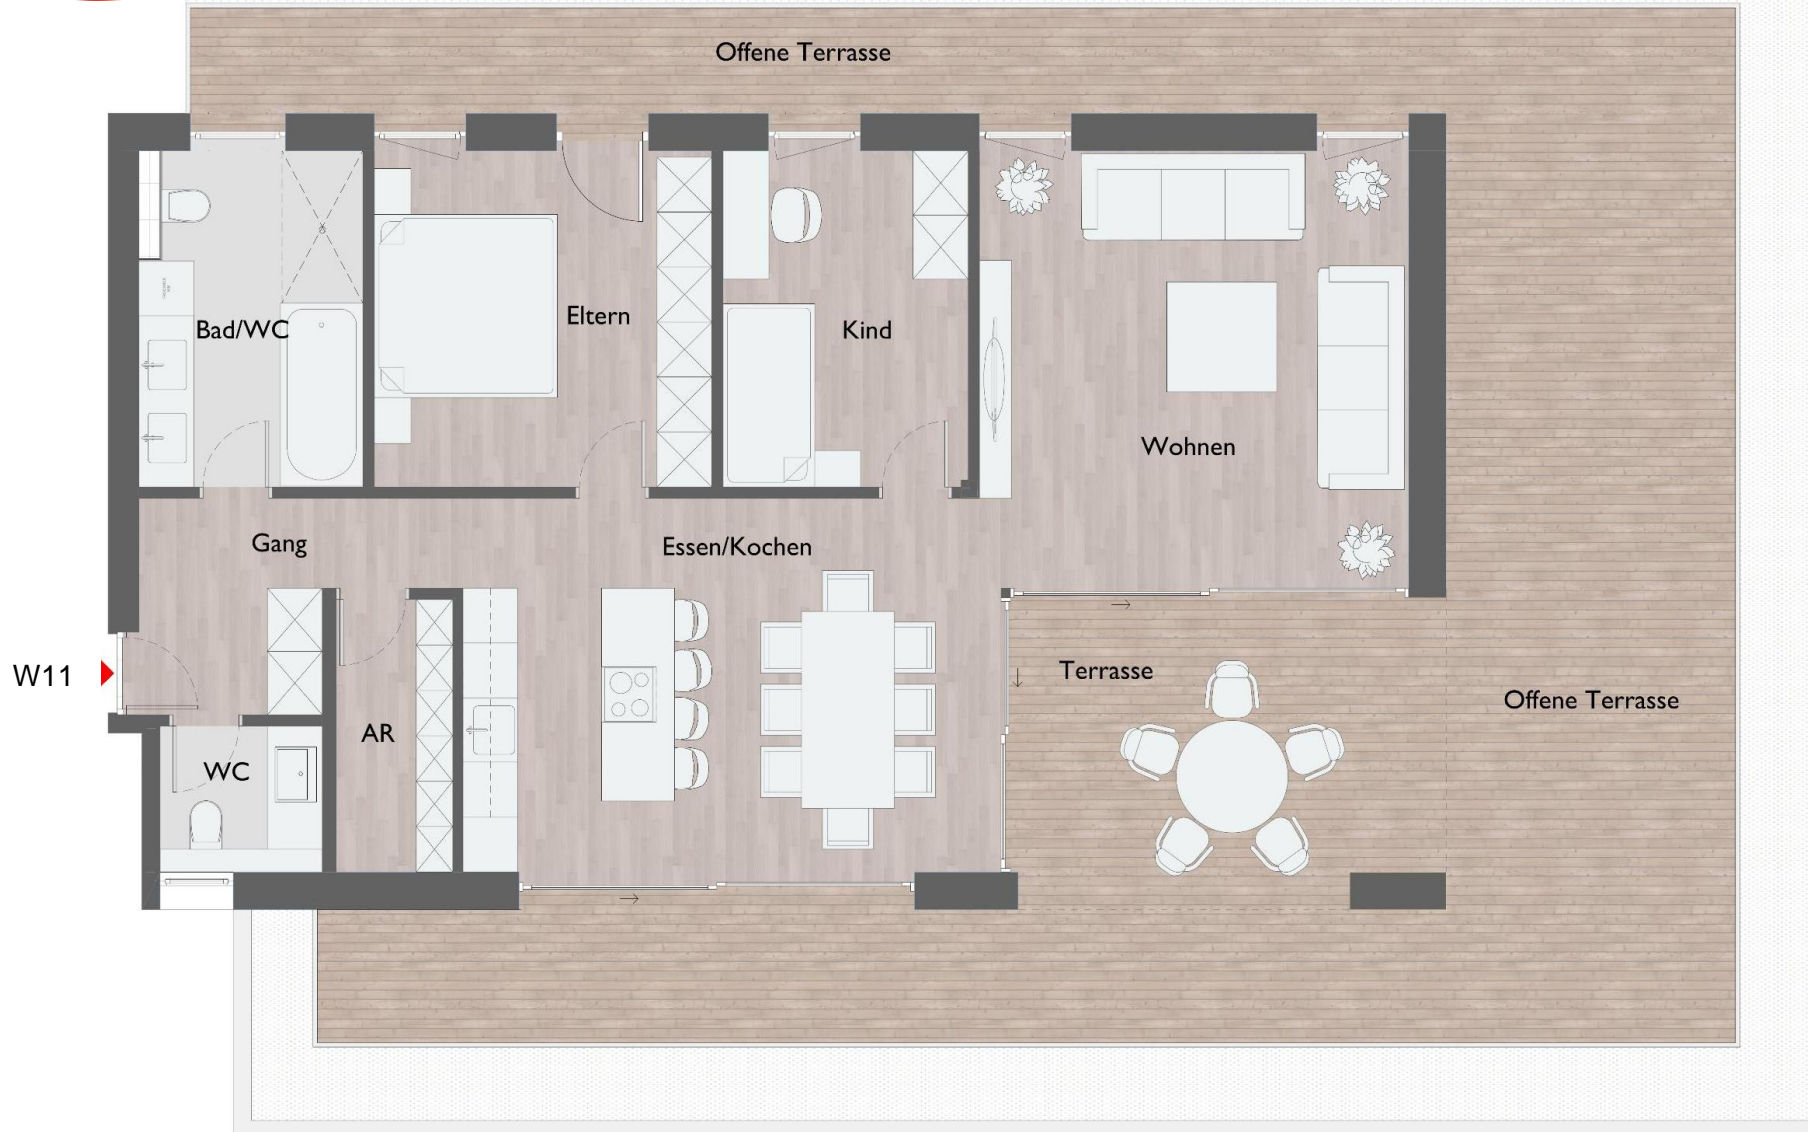 Offene Terrasse
Eltern
Bad/WC
Kind
Wohnen
Gang
Essen/Kochen
W11
Terrasse
Offene Terrasse
AR
WC